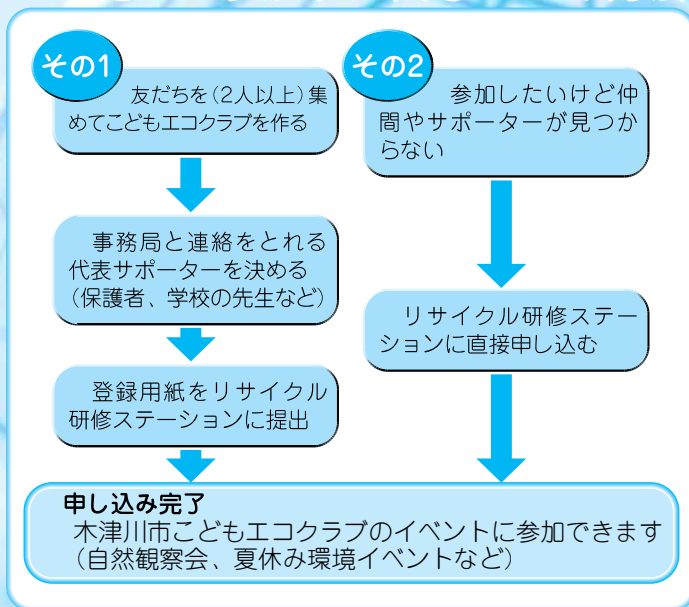 その1
友だちを(2人以上)集
めてこどもエコクラブを作る
事務局と連絡をとれる
代表サポーターを決める
(保護者、学校の先生など)
登録用紙をリサイクル
研修ステーションに提出
その2
参加したいけど仲
間やサポーターが見つか
らない
リサイクル研修ステー
ションに直接申し込む
申し込み完了
木津川市こどもエコクラブのイベントに参加できます
(自然観察会、夏休み環境イベントなど)